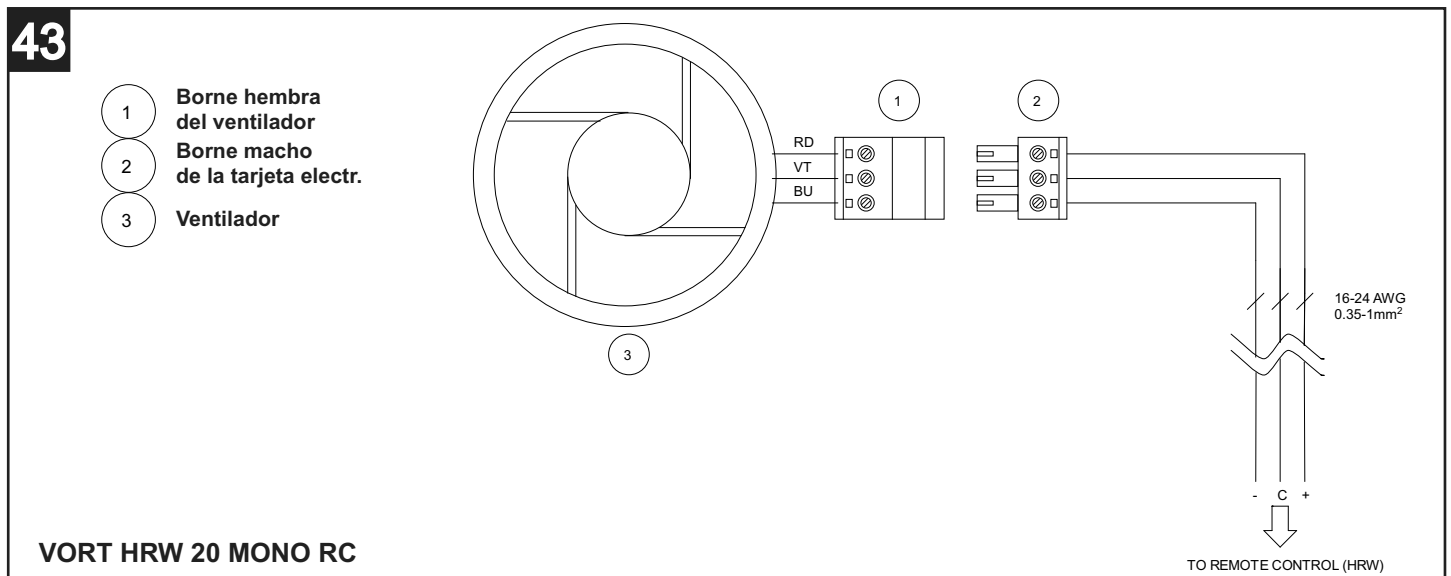 43
1
Borne hembra
del ventilador
2
Borne macho
de la tarjeta electr.
3
Ventilador
1
2
RD
VT
BU
3
16-24 AWG
0.35-1mm²
- C +
TO REMOTE CONTROL (HRW)
VORT HRW 20 MONO RC